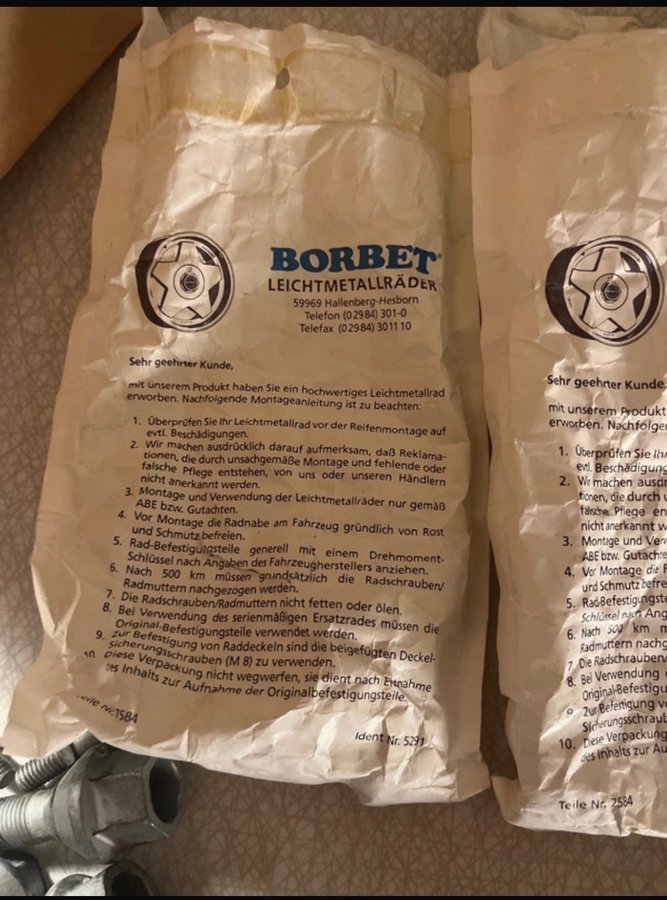 BORBET®
LEICHTMETALLRÄDER
59969 Hallenberg-Hesborn
Telefon (02984) 301-0
Telefax (02984) 301110
Sehr geehrter Kunde,
mit unserem Produkt haben Sie ein hochwertiges Leichtmetallrad
erworben. Nachfolgende Montageanleitung ist zu beachten:
1. Überprüfen Sie Ihr Leichtmetallrad vor der Reifenmontage auf
evtl. Beschädigungen.
2. Wir machen ausdrücklich darauf aufmerksam, daß Reklama-
tionen, die durch unsachgemäße Montage und fehlende oder
falsche Pflege entstehen, von uns oder unseren Händlern
nicht anerkannt werden.
3. Montage und Verwendung der Leichtmetallräder nur gemäß
ABE bzw. Gutachten.
4. Vor Montage die Radnabe am Fahrzeug gründlich von Rost
und Schmutz befreien.
5. Rad-Befestigungsteile generell mit einem Drehmoment-
Schlüssel nach Angaben des Fahrzeugherstellers anziehen.
6. Nach 500 km müssen grundsätzlich die Radschrauben/
Radmuttern nachgezogen werden.
7. Die Radschrauben/Radmuttern nicht fetten oder ölen.
8. Bei Verwendung des serienmäßigen Ersatzrades müssen die
Original-Befestigungsteile verwendet werden.
9. Zur Befestigung von Raddeckeln sind die beigefügten Deckel-
sicherungsschrauben (M 8) zu verwenden.
10. Diese Verpackung nicht wegwerfen, sie dient nach Entnahme
des Inhalts zur Aufnahme der Originalbefestigungsteile.
Teile Nr. 7584
Ident Nr. 5291
Sehr geehrter Kunde,
mit unserem Produkt
erworben. Nachfolge
1. Überprüfen Sie Ihr
evtl. Beschädigung
2. Wir machen ausdr
tionen, die durch
falsche Pflege en
nicht anerkannt w
3. Montage und Verw
ABE bzw. Gutachte
4. Vor Montage die F
und Schmutz befre
5. Rad-Befestigungste
Schlüssel nach Ang
6. Nach 500 km m
Radmuttern nachg
7. Die Radschrauben/
8. Bei Verwendung
Original-Befestigu
9. Zur Befestigung vo
Sicherungsschraub
10. Diese Verpackung
des Inhalts zur Au
Teile Nr. 7584